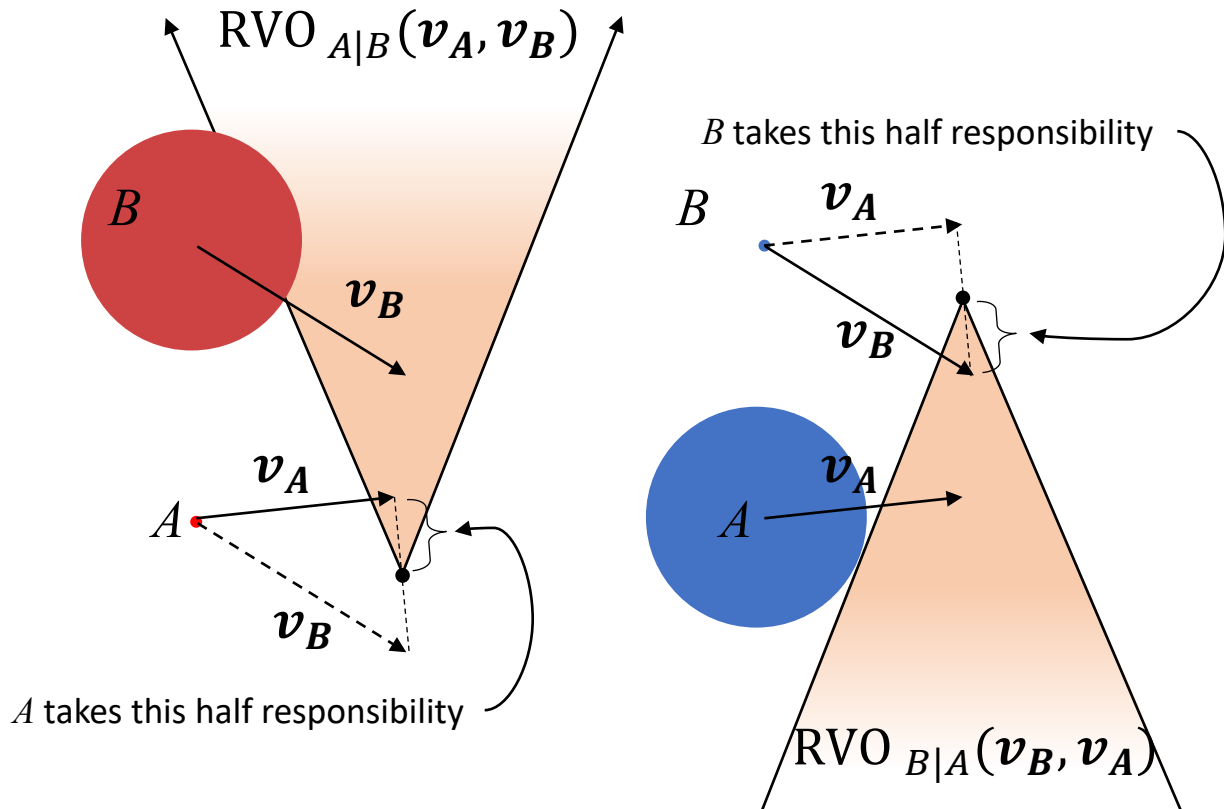 RVO A|B(vA, vB)
B
vB
vA
A
vB
A takes this half responsibility
B takes this half responsibility
vA
B
vB
vA
A
RVO B|A(vB, vA)